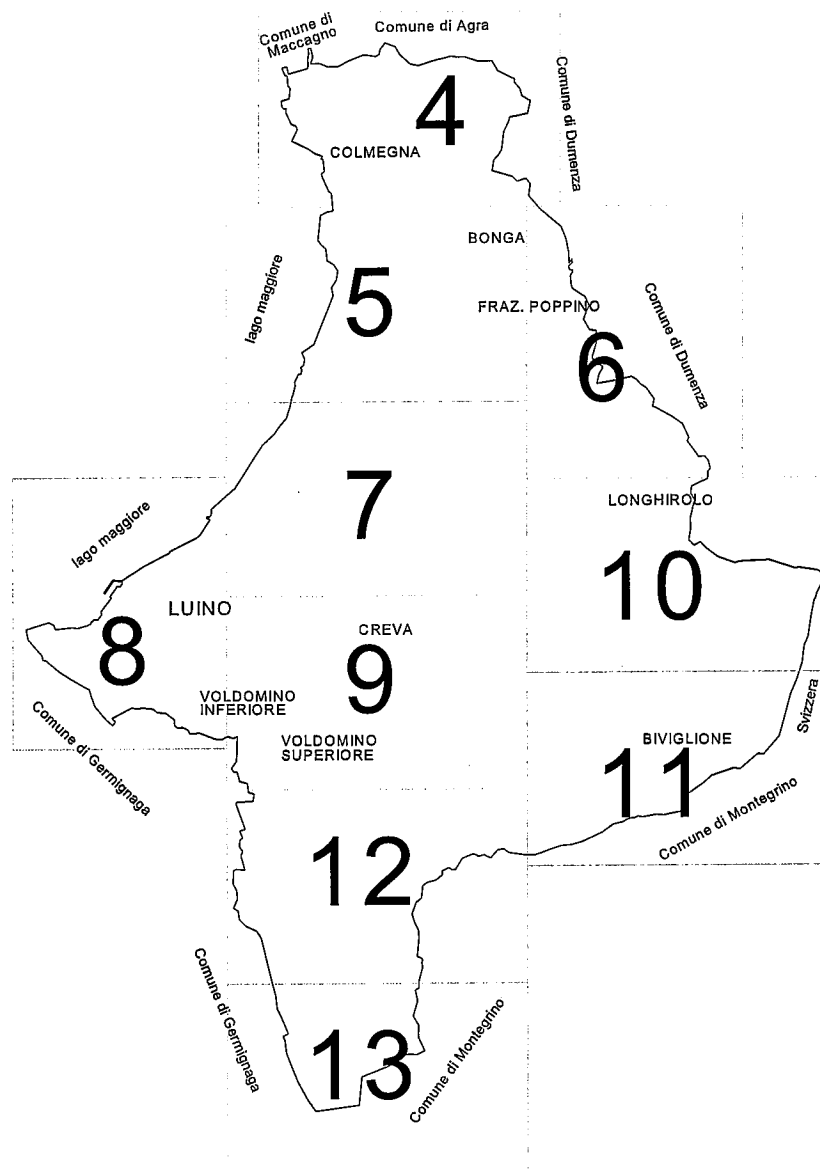 Comune di
Maccagno
Comune di Agra
Comune di Dumenza
4
COLMEGNA
BONGA
lago maggiore
5
FRAZ. POPPINO
Comune di Dumenza
6
7
LONGHIROLO
lago maggiore
10
LUINO
8
CREVA
9
VOLDOMINO
INFERIORE
VOLDOMINO
SUPERIORE
Svizzera
BIVIGLIONE
11
Comune di Germignaga
Comune di Montegrino
12
Comune di Germignaga
13
Comune di Montegrino